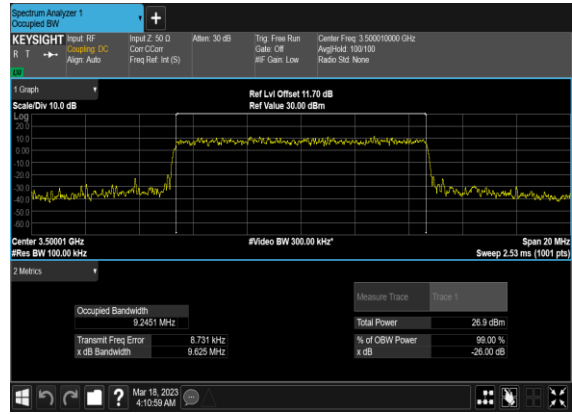 Spectrum Analyzer 1
Occupied BW
+
KEYSIGHT Input: RF Input Z: 50 Ω Atten: 30 dB Trig: Free Run Center Freq: 3.500010000 GHz
R T Coupling: DC Corr CCorr Gate: Off Avg|Hold: 100/100
Align: Auto Freq Ref: Int (S) #IF Gain: Low Radio Std: None
LW
1 Graph
Ref Lvl Offset 11.70 dB
Scale/Div 10.0 dB Ref Value 30.00 dBm
Log
20.0
10.0
0.00
-10.0
-20.0
-30.0
-40.0
-50.0
-60.0
Center 3.50001 GHz #Video BW 300.00 kHz* Span 20 MHz
#Res BW 100.00 kHz Sweep 2.53 ms (1001 pts)
2 Metrics
Measure Trace Trace 1
Occupied Bandwidth
9.2451 MHz Total Power 26.9 dBm
Transmit Freq Error 8.731 kHz % of OBW Power 99.00 %
x dB Bandwidth 9.625 MHz x dB -26.00 dB
? Mar 18, 2023
4:10:59 AM